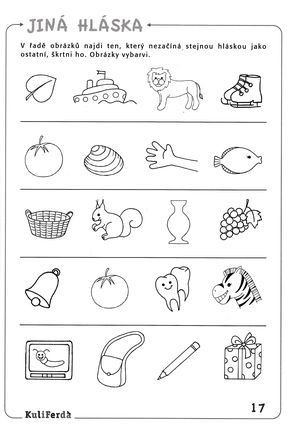 JINÁ HLÁSKA
V řadě obrázků najdi ten, který nezačíná stejnou hláskou jako
ostatní, škrtni ho. Obrázky vybarvi.
KuliFerda
17